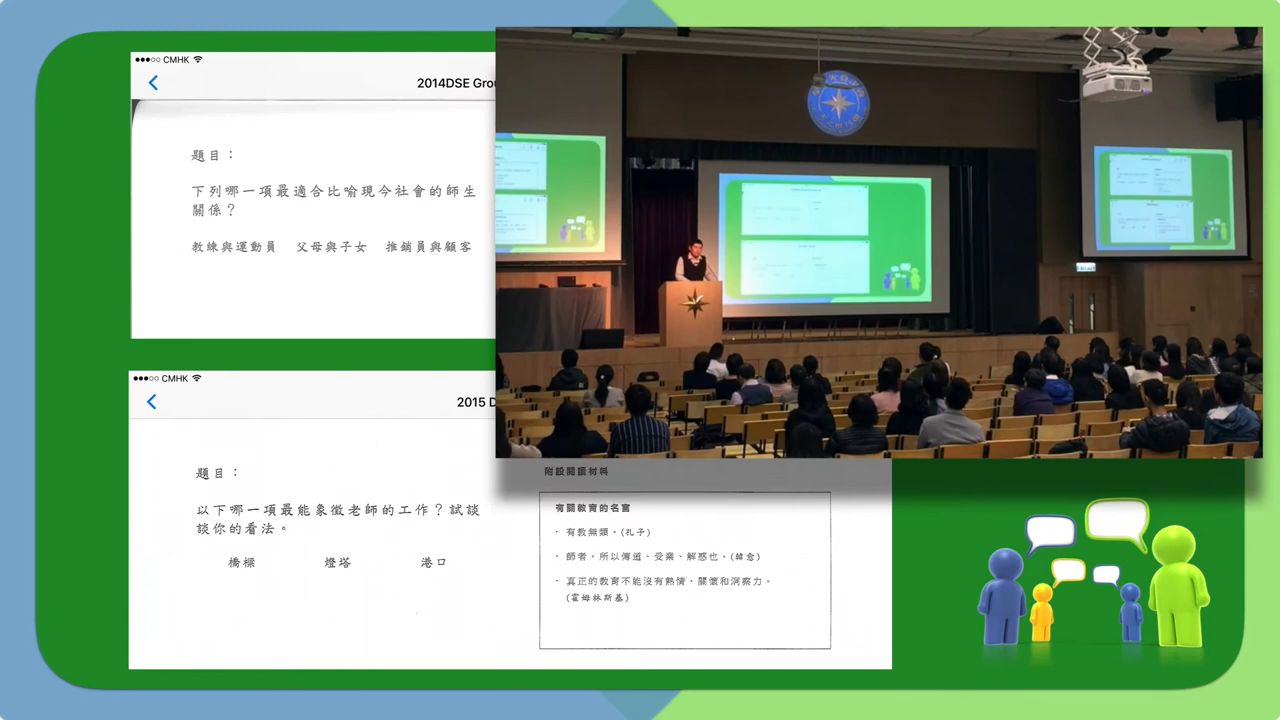 CMHK
2014DSE Grou
題目：
下列哪一項最適合比喻現今社會的師生
關係？
教練與運動員 父母與子女 推銷員與顧客
CMHK
2015 D
題目：
以下哪一項最能象徵老師的工作？試談
談你的看法。
橋樑 燈塔 港口
附設閱讀材料
有關教育的名言
· 有教無類。(孔子)
· 師者，所以傳道、受業、解惑也。(韓愈)
· 真正的教育不能沒有熱情、關懷和洞察力。
(霍姆林斯基)